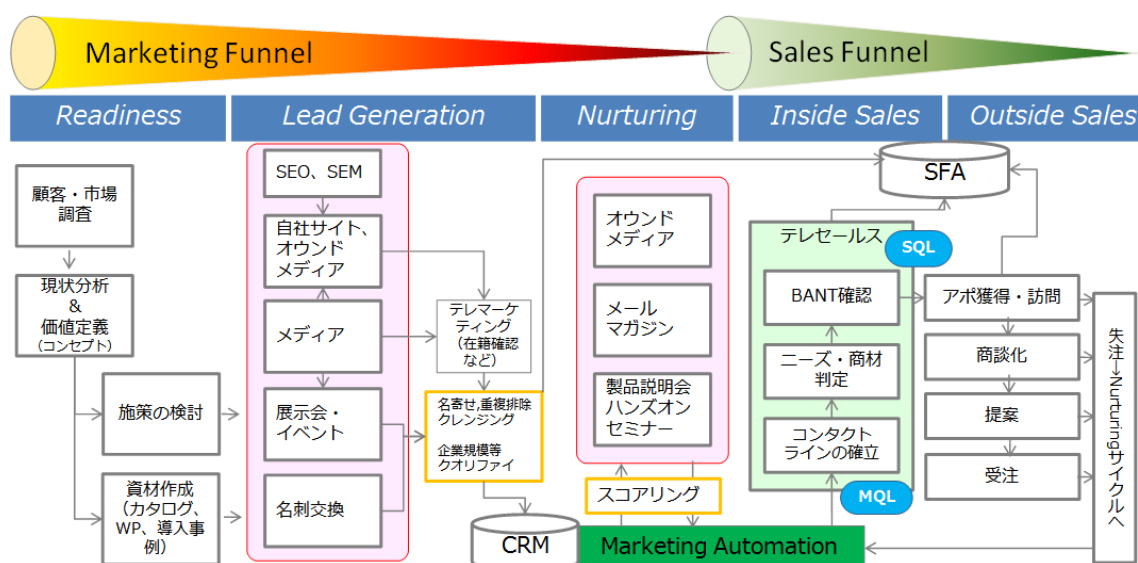 Marketing Funnel
Sales Funnel
Readiness
Lead Generation
Nurturing
Inside Sales
Outside Sales
顧客・市場
調査
現状分析
&
価値定義
(コンセプト)
施策の検討
資材作成
(カタログ、
WP、導入事
例)
SEO、SEM
自社サイト、
オウンド
メディア
メディア
展示会・
イベント
名刺交換
テレマーケ
ティング
(在籍確認
など)
名寄せ,重複排除
クレンジング
企業規模等
クオリファイ
CRM
オウンド
メディア
メール
マガジン
製品説明会
ハンズオン
セミナー
スコアリング
Marketing Automation
SFA
テレセールス
SQL
BANT確認
ニーズ・商材
判定
コンタクト
ラインの確立
MQL
アポ獲得・訪問
商談化
提案
受注
失注→Nurturingサイクルへ